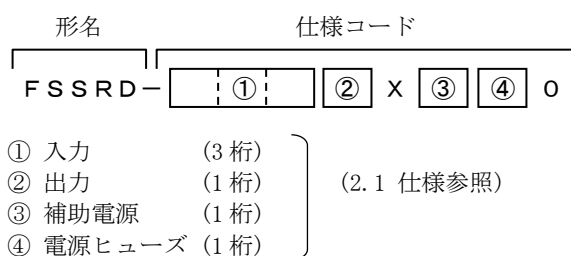 形名 仕様コード
FSSRD－ ① ② X ③ ④ 0
① 入力 (3 桁)
② 出力 (1 桁) (2.1 仕様参照)
③ 補助電源 (1 桁)
④ 電源ヒューズ (1 桁)